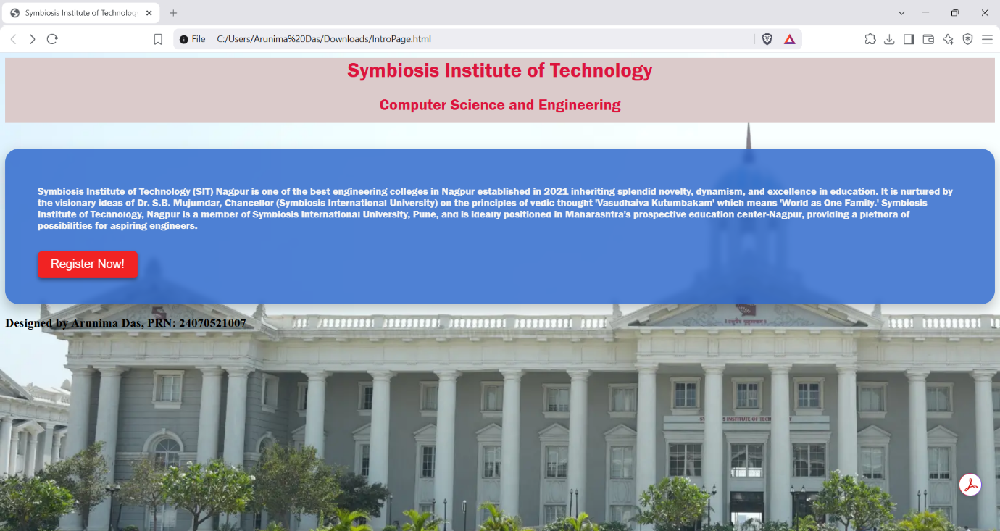 Symbiosis Institute of Technolog
File C:/Users/Arunima%20Das/Downloads/IntroPage.html
Symbiosis Institute of Technology
Computer Science and Engineering
Symbiosis Institute of Technology (SIT) Nagpur is one of the best engineering colleges in Nagpur established in 2021 inheriting splendid novelty, dynamism, and excellence in education. It is nurtured by
the visionary ideas of Dr. S.B. Mujumdar, Chancellor (Symbiosis International University) on the principles of vedic thought 'Vasudhaiva Kutumbakam' which means 'World as One Family.' Symbiosis
Institute of Technology, Nagpur is a member of Symbiosis International University, Pune, and is ideally positioned in Maharashtra's prospective education center-Nagpur, providing a plethora of
possibilities for aspiring engineers.
Register Now!
Designed by Arunima Das, PRN: 24070521007
INSTITUTE OF